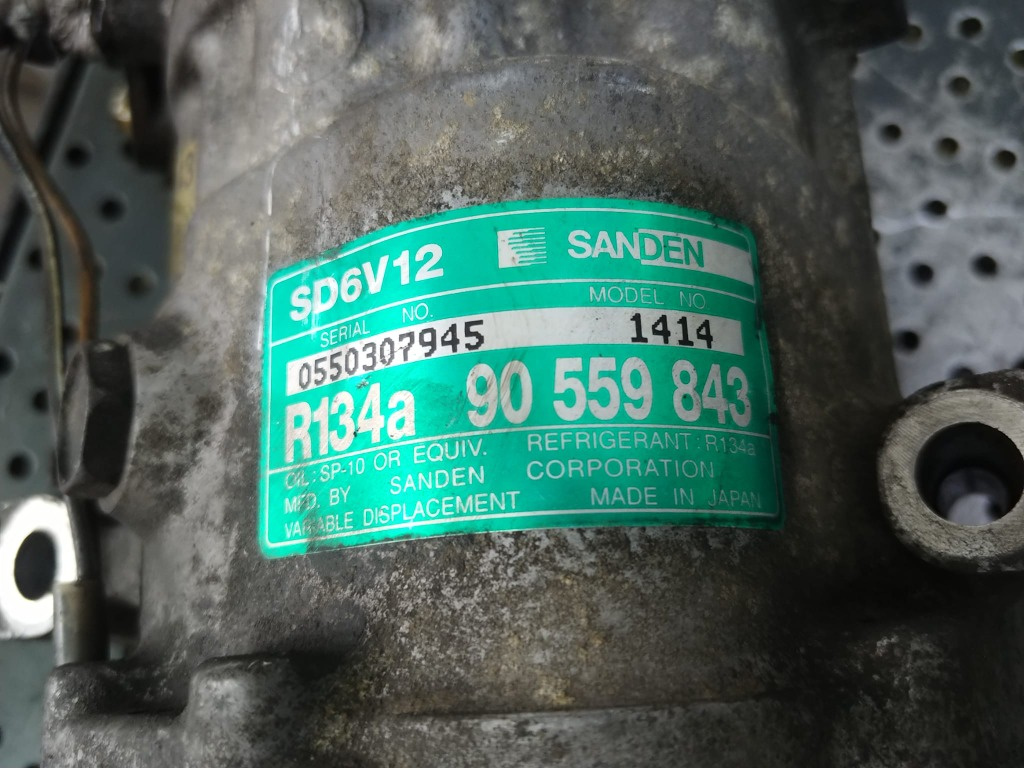 SD6V12 SANDEN
SERIAL NO. MODEL NO
0550307945 1414
R134a 90 559 843
OIL: SP-10 OR EQUIV. REFRIGERANT: R134a
MFD. BY SANDEN CORPORATION
VARIABLE DISPLACEMENT MADE IN JAPAN